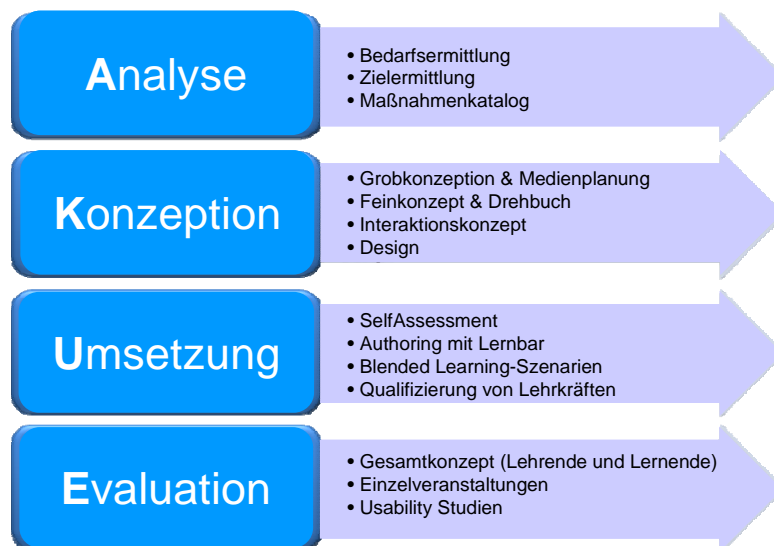 Analyse
• Bedarfsermittlung
• Zielermittlung
• Maßnahmenkatalog
Konzeption
• Grobkonzeption & Medienplanung
• Feinkonzept & Drehbuch
• Interaktionskonzept
• Design
Umsetzung
• SelfAssessment
• Authoring mit Lernbar
• Blended Learning-Szenarien
• Qualifizierung von Lehrkräften
Evaluation
• Gesamtkonzept (Lehrende und Lernende)
• Einzelveranstaltungen
• Usability Studien